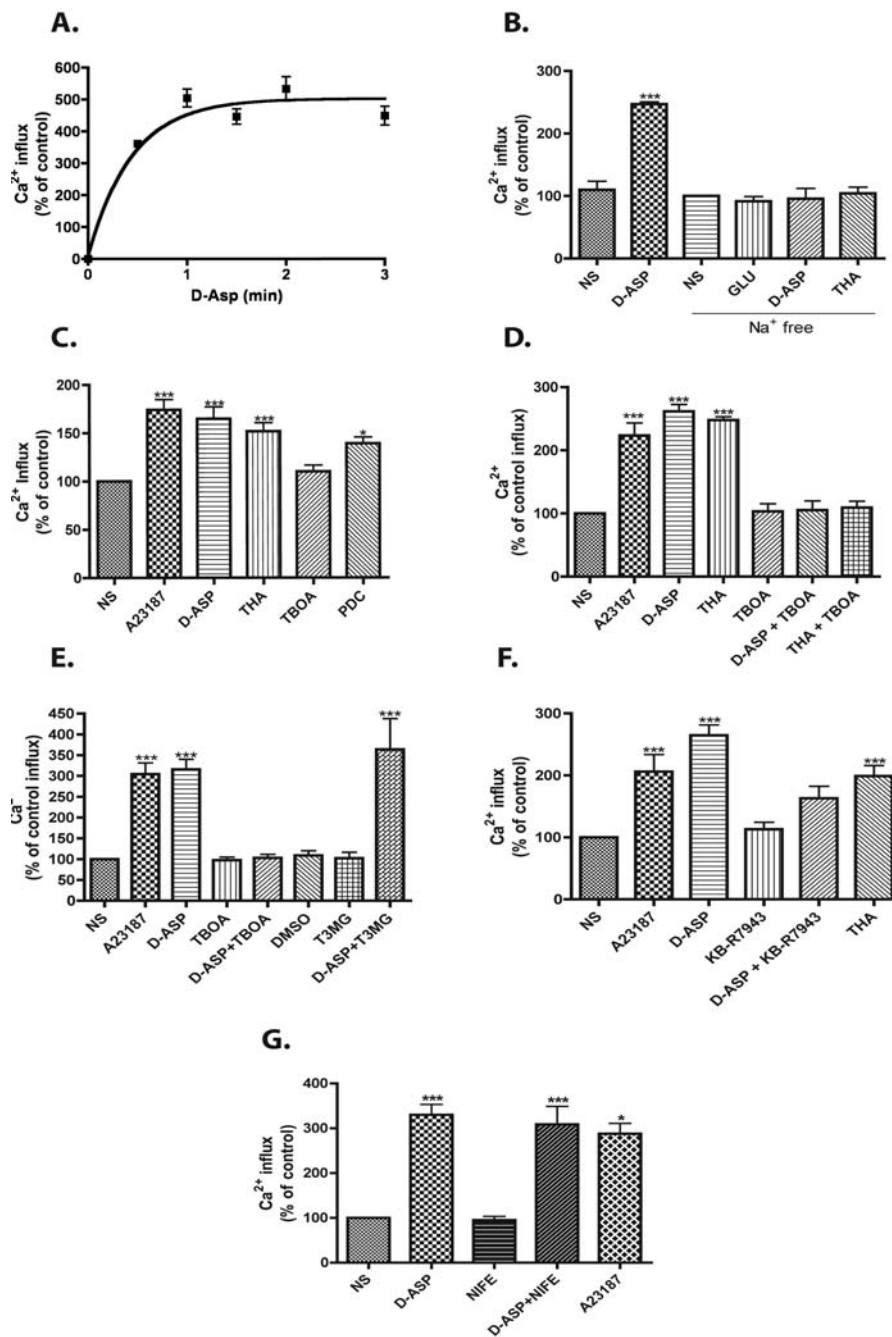 A.
600
500
400
300
200
100
0
Ca2+ influx
(% of control)
0
1
2
3
D-Asp (min)
B.
300
200
100
0
Ca2+ influx
(% of control)
***
NS
D-ASP
NS
GLU
D-ASP
THA
Na+ free
C.
200
150
100
50
0
Ca2+ Influx
(% of control)
***
***
***
*
NS
A23187
D-ASP
THA
TBOA
PDC
D.
300
200
100
0
Ca2+
(% of control influx)
***
***
***
NS
A23187
D-ASP
THA
TBOA
D-ASP + TBOA
THA + TBOA
E.
450
400
350
300
250
200
150
100
50
0
(% of control influx)
***
***
***
NS
A23187
D-ASP
TBOA
D-ASP+TBOA
DMSO
T3MG
D-ASP+T3MG
F.
300
200
100
0
Ca2+ influx
(% of control)
***
***
***
NS
A23187
D-ASP
KB-R7943
D-ASP + KB-R7943
THA
G.
400
300
200
100
0
Ca2+ influx
(% of control)
***
***
*
NS
D-ASP
NIFE
D-ASP+NIFE
A23187